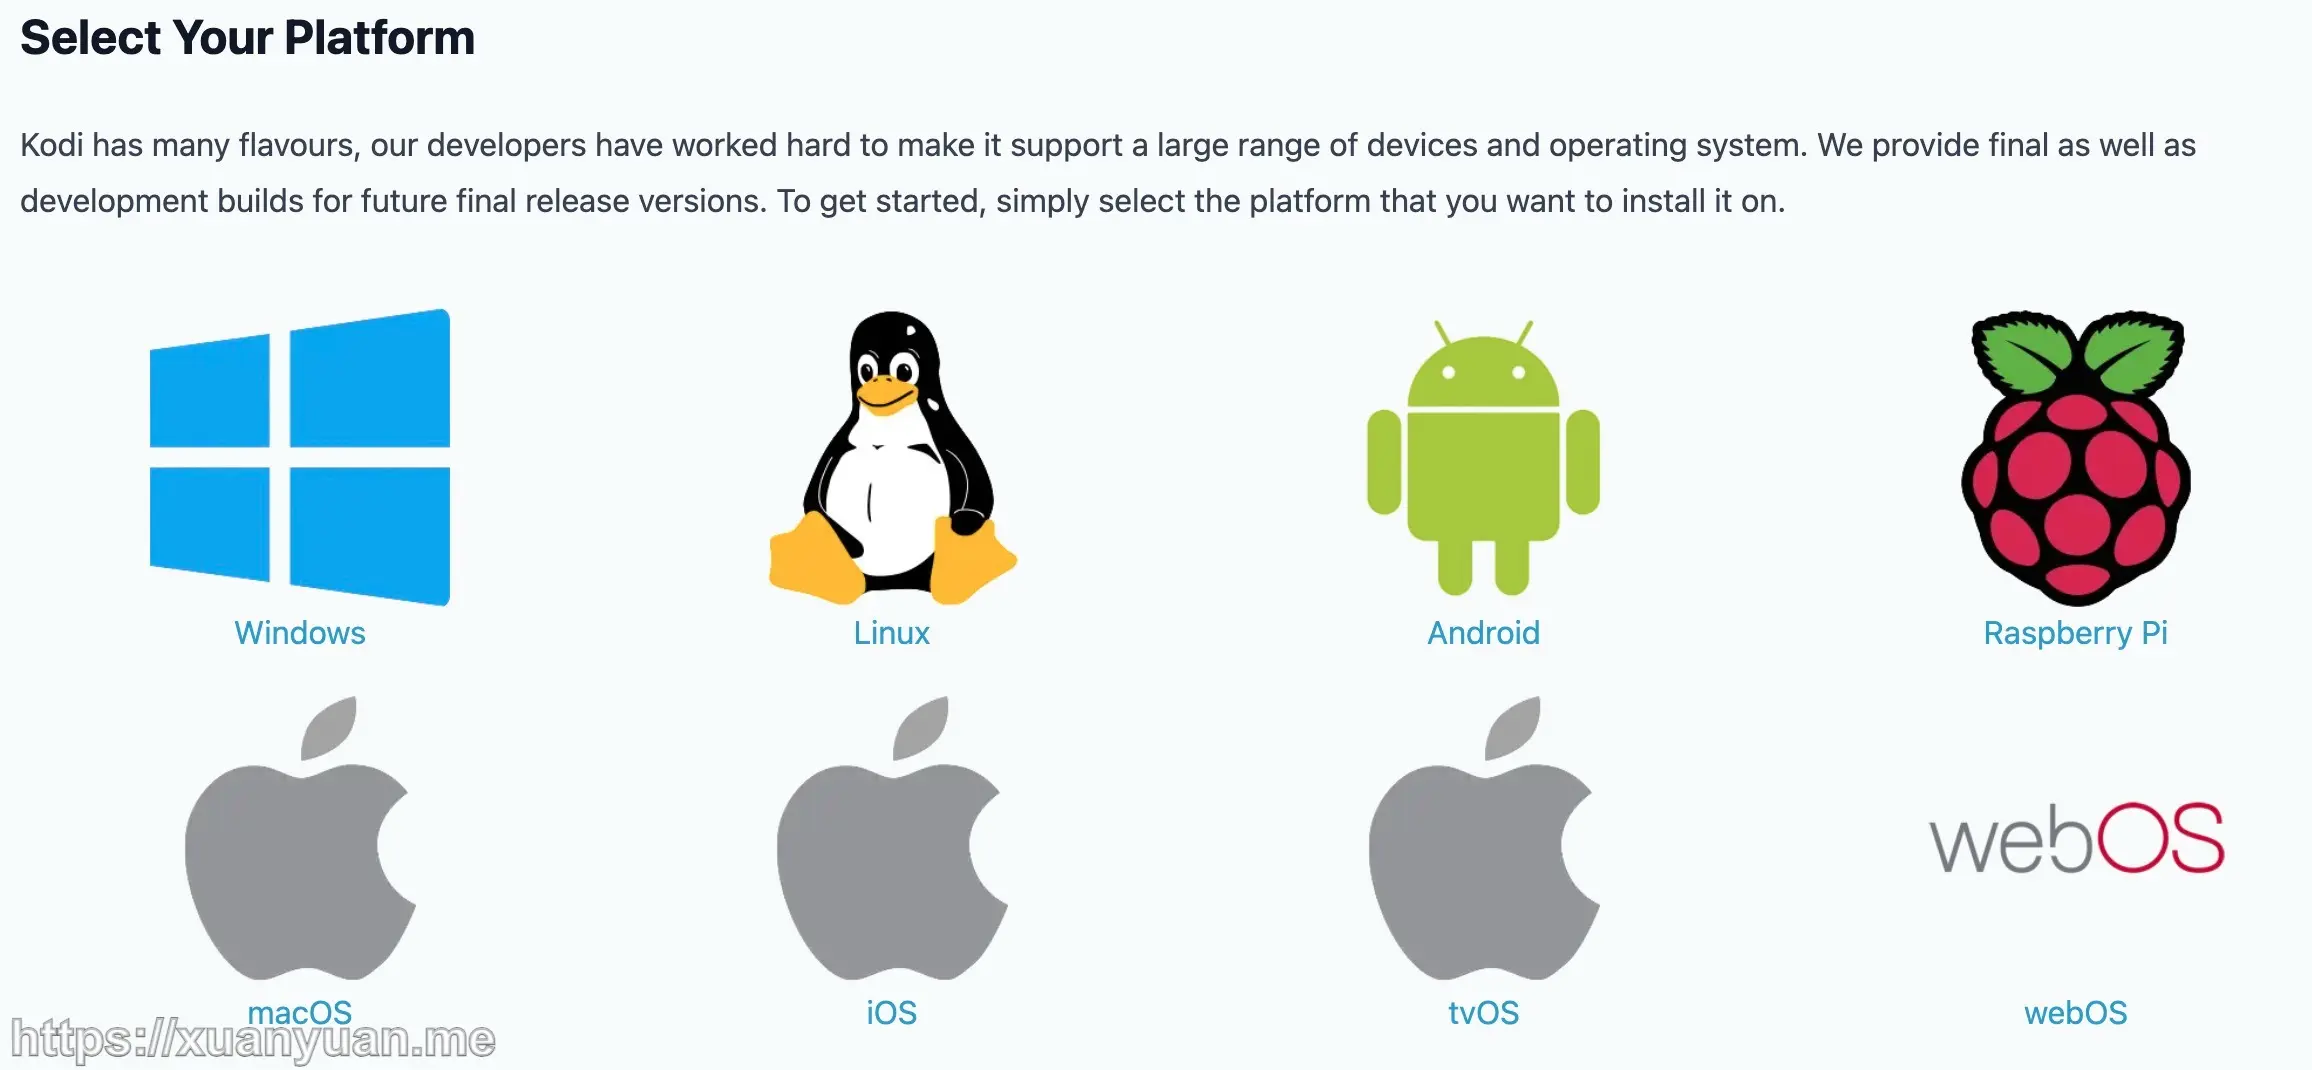 Select Your Platform
Kodi has many flavours, our developers have worked hard to make it support a large range of devices and operating system. We provide final as well as
development builds for future final release versions. To get started, simply select the platform that you want to install it on.
Windows
Linux
Android
Raspberry Pi
webOS
macOS
iOS
tvOS
webOS
https://xuanyuan.me